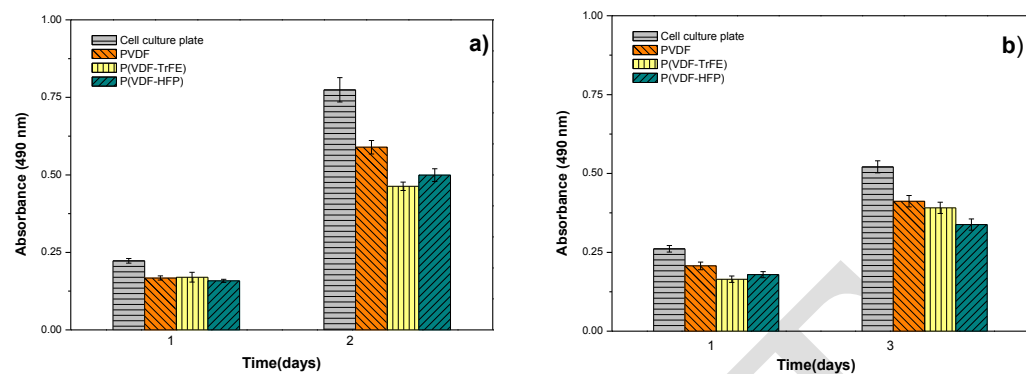 a)
Cell culture plate
PVDF
P(VDF-TrFE)
P(VDF-HFP)
1.00
0.75
0.50
0.25
0.00
Absorbance (490 nm)
1 2
Time(days)
b)
Cell culture plate
PVDF
P(VDF-TrFE)
P(VDF-HFP)
1.00
0.75
0.50
0.25
0.00
Absorbance (490 nm)
1 3
Time(days)